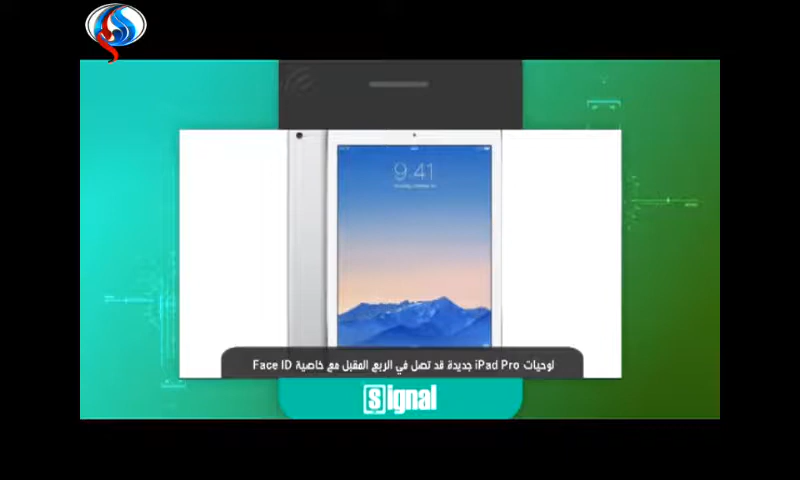 9:41
لوحيات iPad Pro جديدة قد تصل في الربع المقبل مع خاصية Face ID
Signal